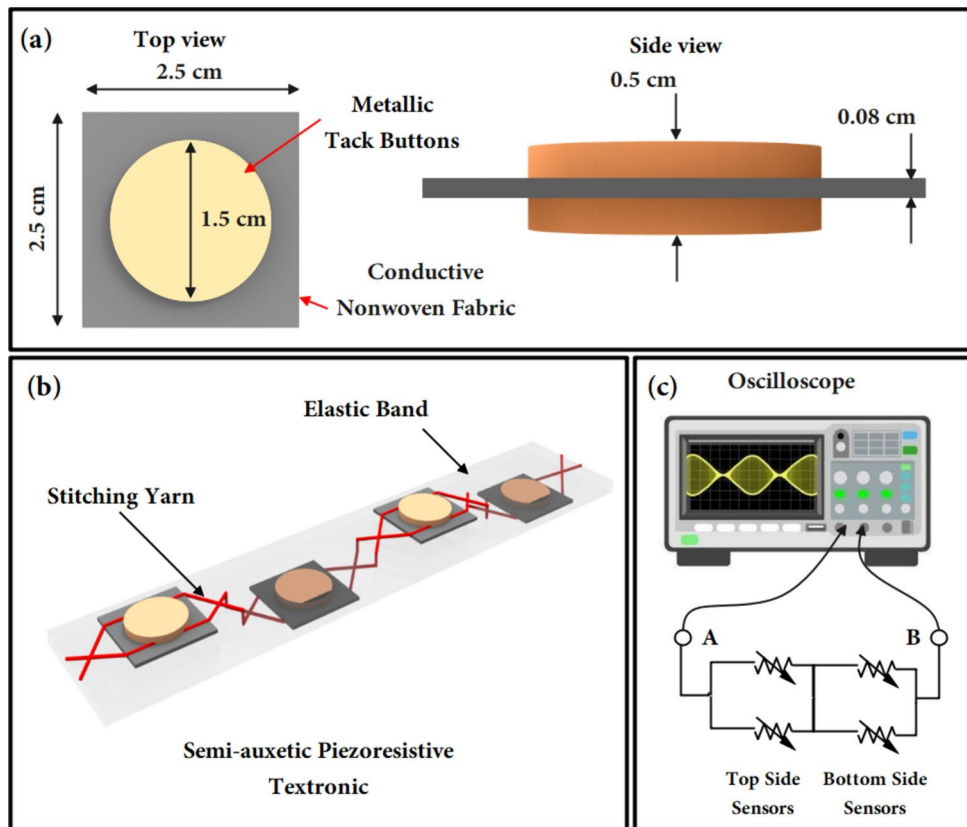 (a)
Top view
2.5 cm
2.5 cm
1.5 cm
Metallic
Tack Buttons
Conductive
Nonwoven Fabric
Side view
0.5 cm
0.08 cm
(b)
Elastic Band
Stitching Yarn
Semi-auxetic Piezoresistive
Textronic
(c)
Oscilloscope
A
B
Top Side
Sensors
Bottom Side
Sensors